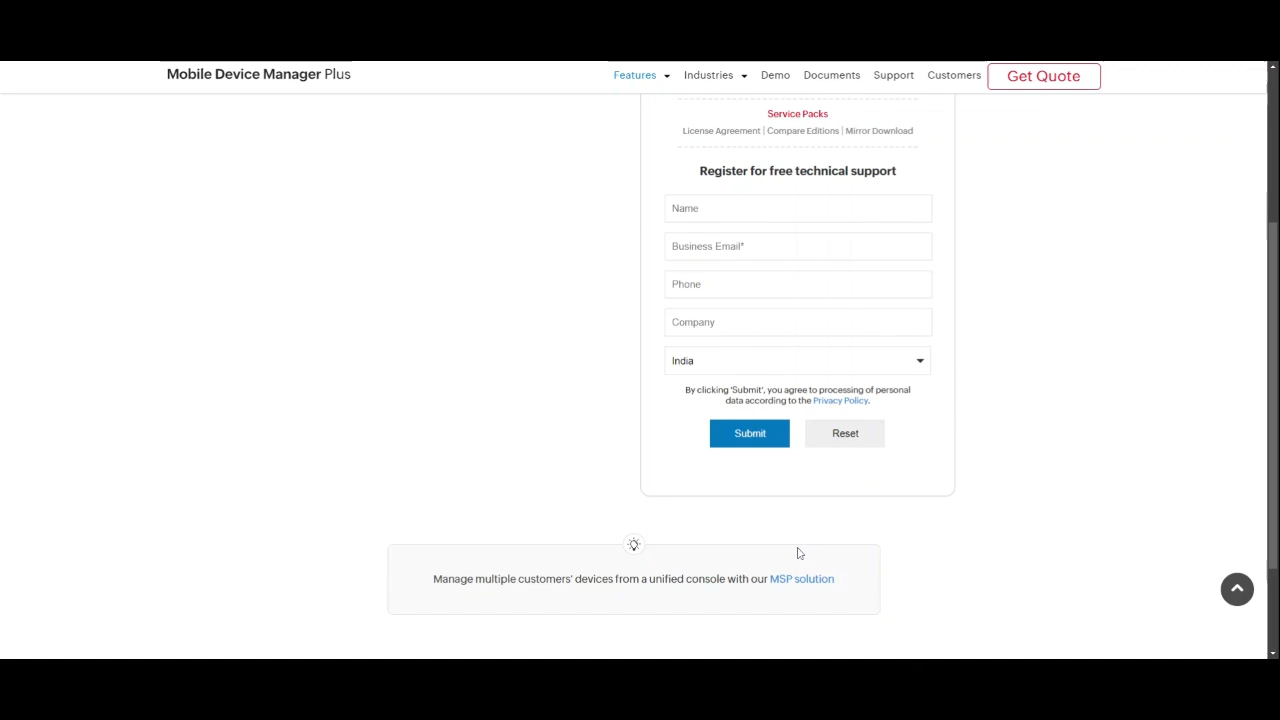 Mobile Device Manager Plus
Features Industries Demo Documents Support Customers Get Quote
Service Packs
License Agreement | Compare Editions | Mirror Download
Register for free technical support
Name
Business Email*
Phone
Company
India
By clicking 'Submit', you agree to processing of personal
data according to the Privacy Policy.
Submit Reset
Manage multiple customers' devices from a unified console with our MSP solution